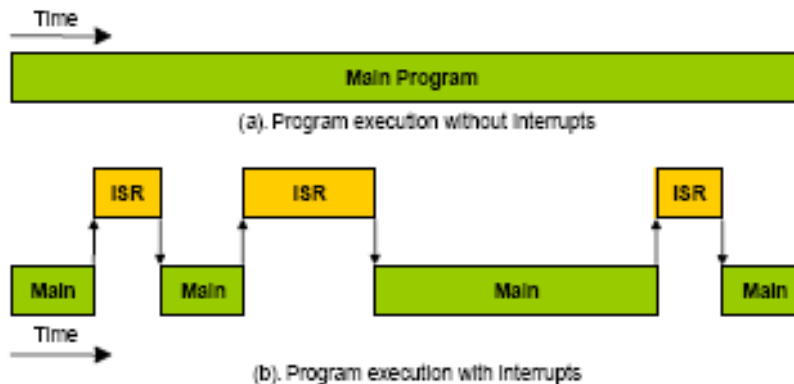 Time
Main Program
(a). Program execution without Interrupts
ISR ISR ISR
Main Main Main Main
Time
(b). Program execution with Interrupts